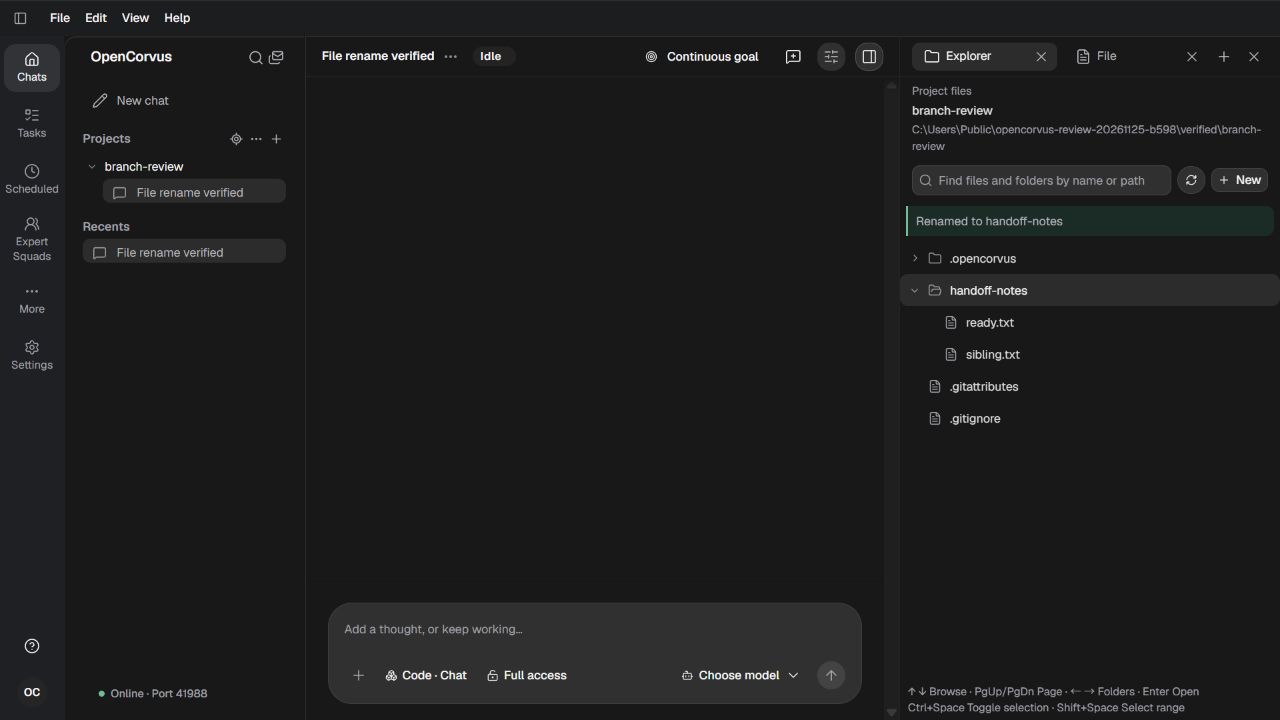 File Edit View Help
Chats
Tasks
Scheduled
Expert
Squads
More
Settings
OC
OpenCorvus
New chat
Projects
branch-review
File rename verified
Recents
File rename verified
Online · Port 41988
File rename verified ··· Idle Continuous goal
Add a thought, or keep working...
Code · Chat Full access Choose model
Explorer File
Project files
branch-review
C:\Users\Public\opencorvus-review-20261125-b598\verified\branch-
review
Find files and folders by name or path
+ New
Renamed to handoff-notes
.opencorvus
handoff-notes
ready.txt
sibling.txt
.gitattributes
.gitignore
↑↓ Browse · PgUp/PgDn Page · ←→ Folders · Enter Open
Ctrl+Space Toggle selection · Shift+Space Select range